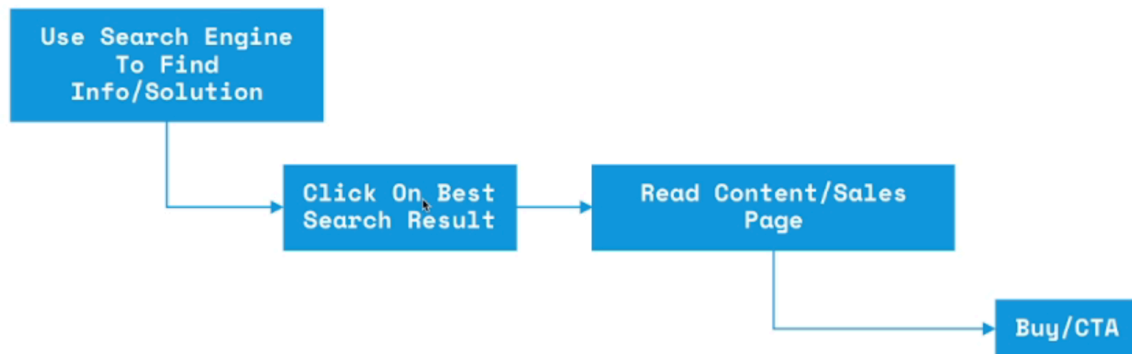 Use Search Engine
To Find
Info/Solution
Click On Best
Search Result
Read Content/Sales
Page
Buy/CTA